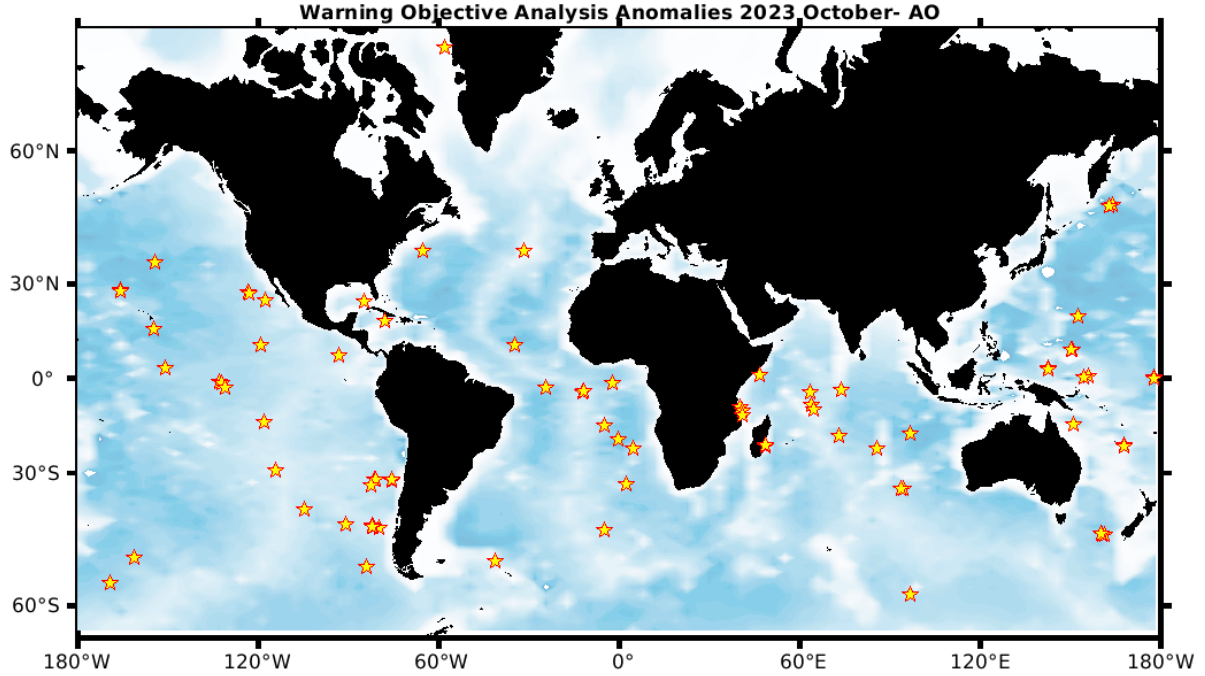 Warning Objective Analysis Anomalies 2023 October- AO
60°N
30°N
0°
30°S
60°S
180°W 120°W 60°W 0° 60°E 120°E 180°W